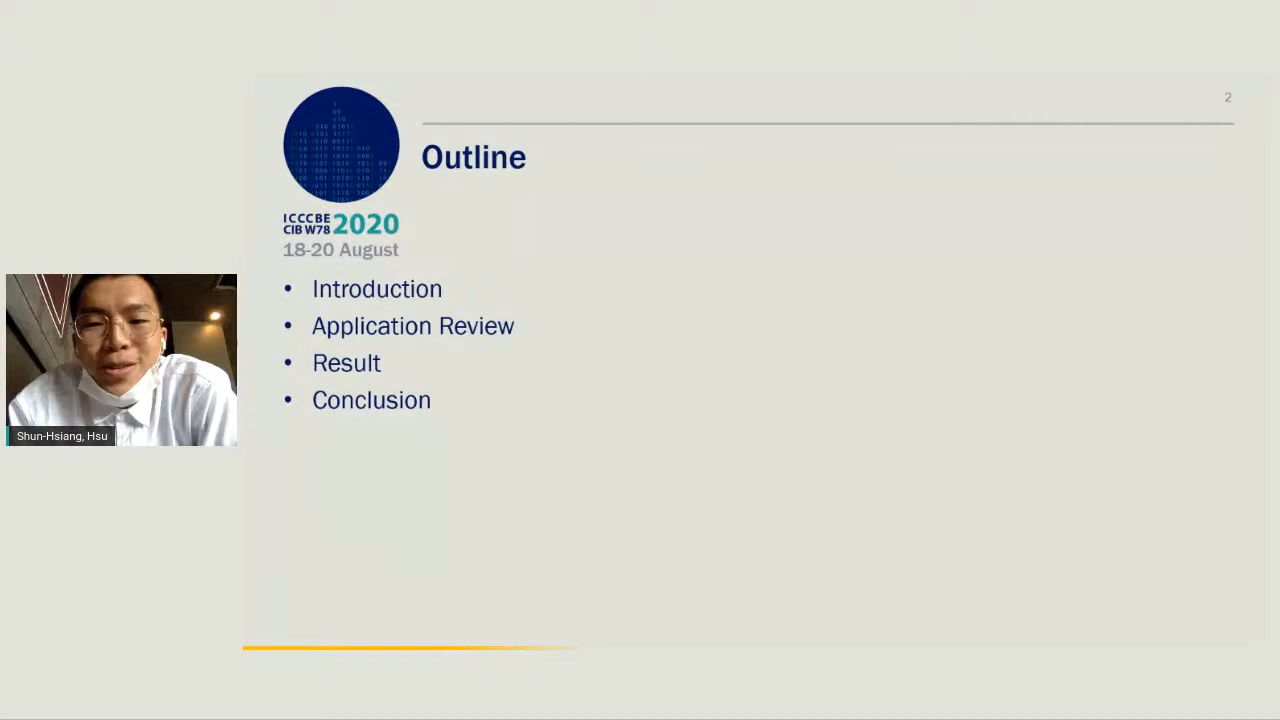 2
Outline
ICCCBE
CIB W78
2020
18-20 August
• Introduction
• Application Review
• Result
• Conclusion
Shun-Hsiang, Hsu